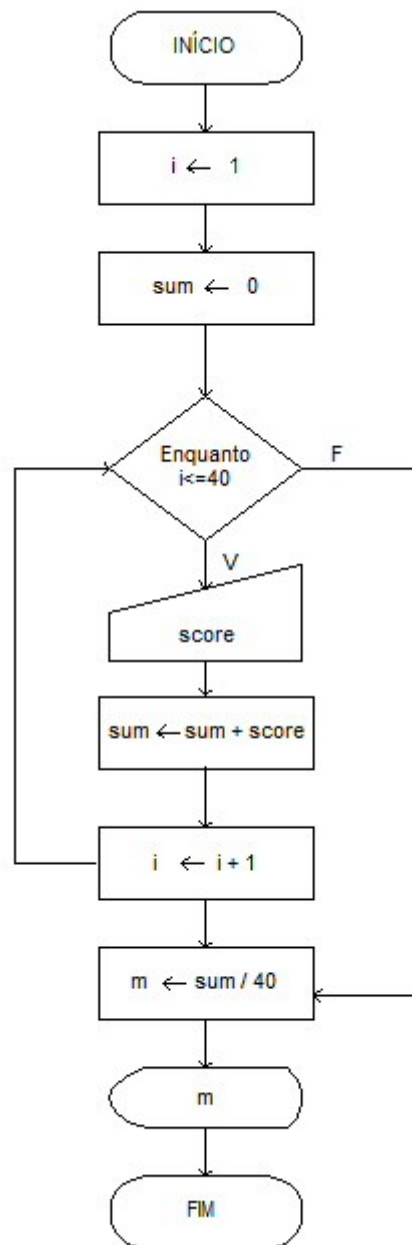 INÍCIO
i ← 1
sum ← 0
Enquanto
i<=40
F
V
score
sum ← sum + score
i ← i + 1
m ← sum / 40
m
FIM